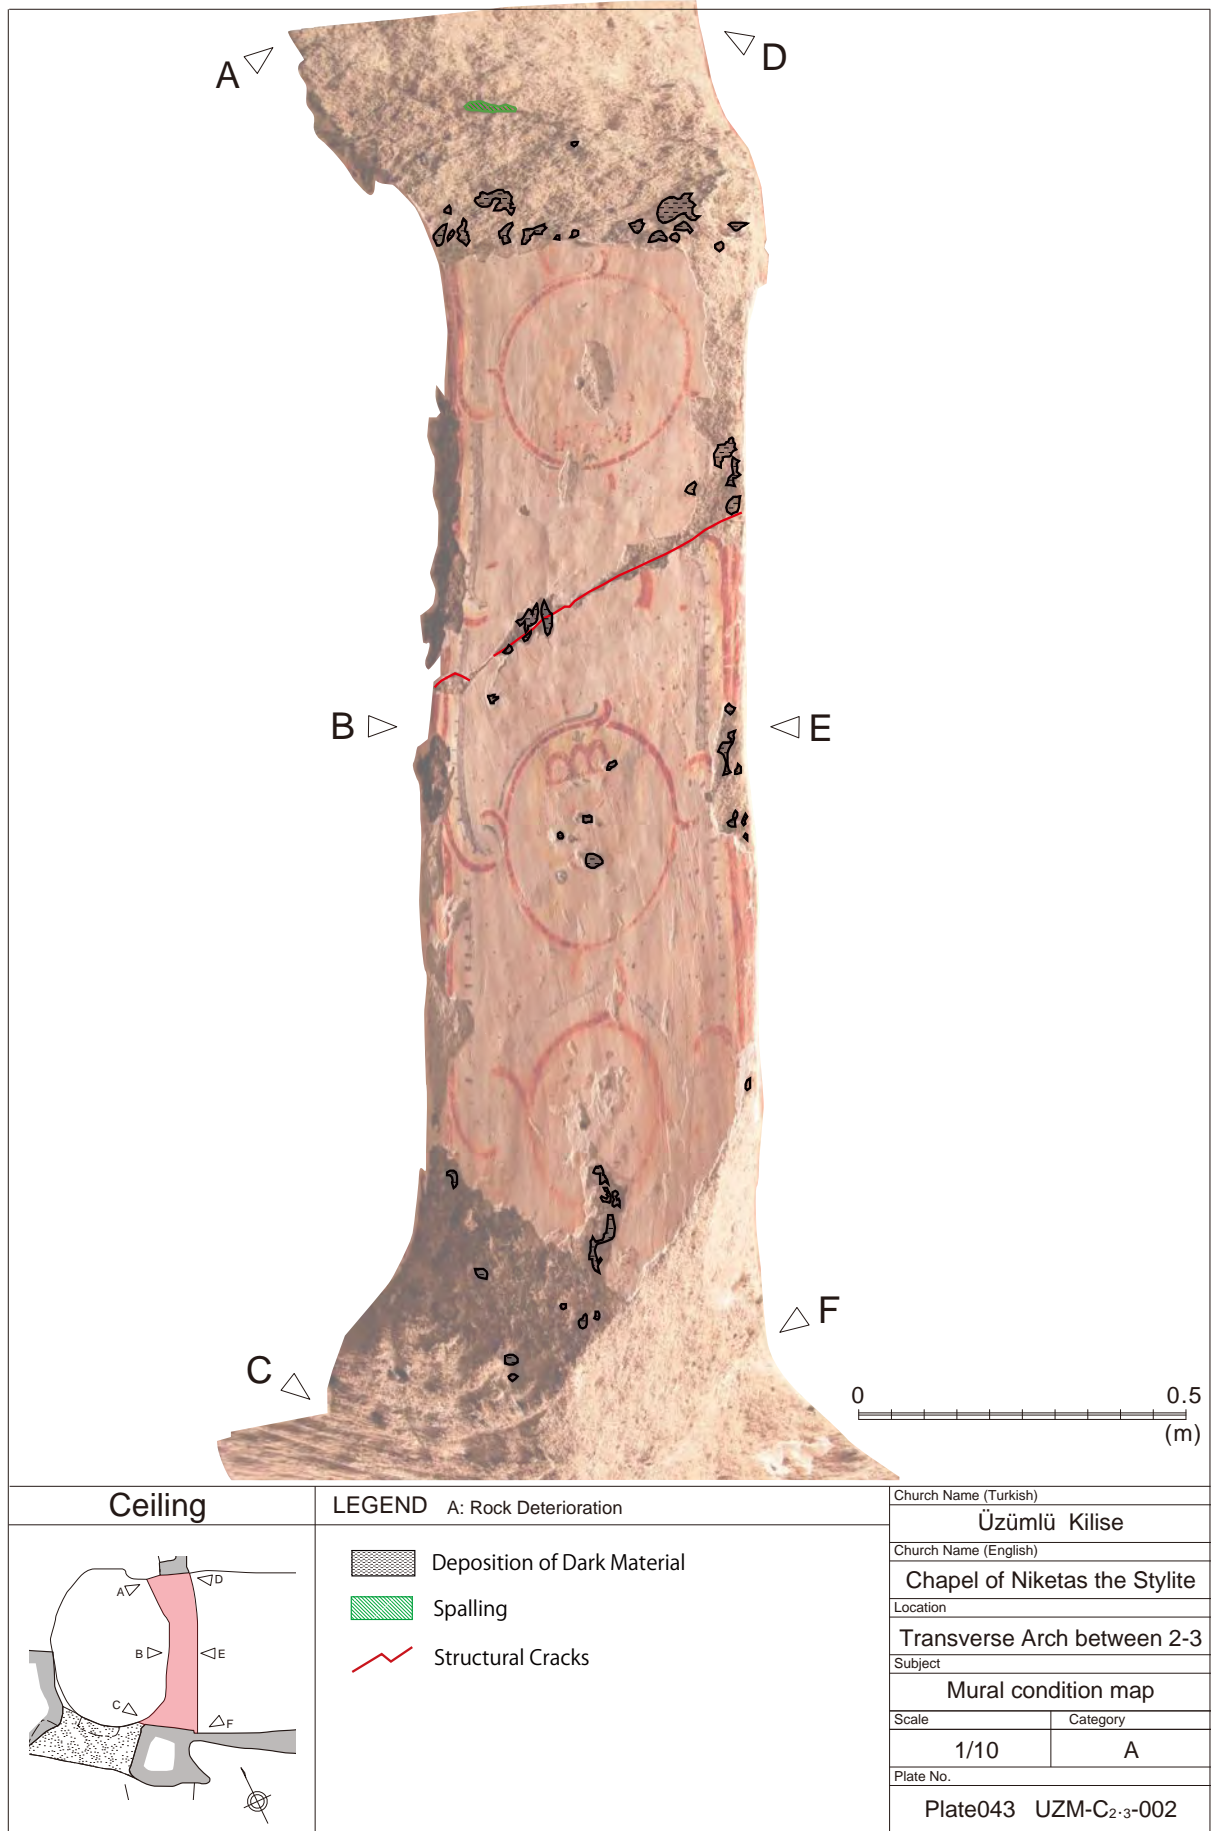 A
D
B
E
C
F
0 0.5
(m)
Ceiling
A
D
B
E
C
F
LEGEND A: Rock Deterioration
Deposition of Dark Material
Spalling
Structural Cracks
Church Name (Turkish)
Üzümlü Kilise
Church Name (English)
Chapel of Niketas the Stylite
Location
Transverse Arch between 2-3
Subject
Mural condition map
Scale Category
1/10 A
Plate No.
Plate043 UZM-C₂.₃-002